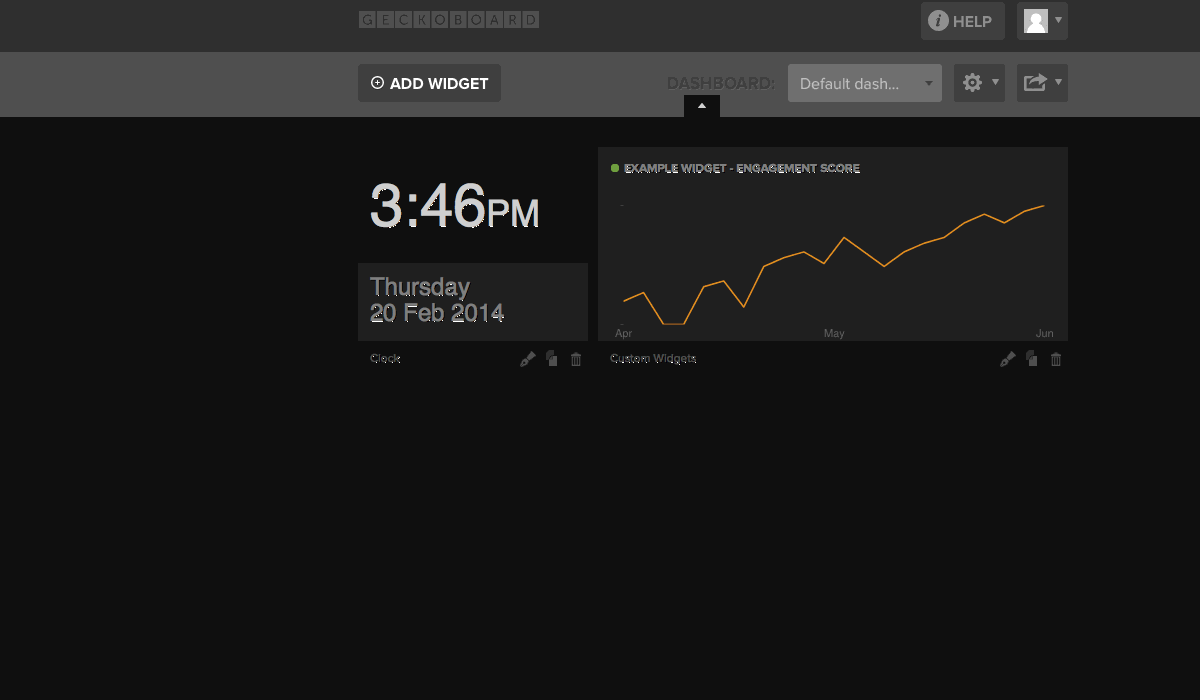 GECKOBOARD
HELP
ADD WIDGET
DASHBOARD:
Default dash...
3:46PM
Thursday
20 Feb 2014
Clock
EXAMPLE WIDGET - ENGAGEMENT SCORE
Apr May Jun
Custom Widgets